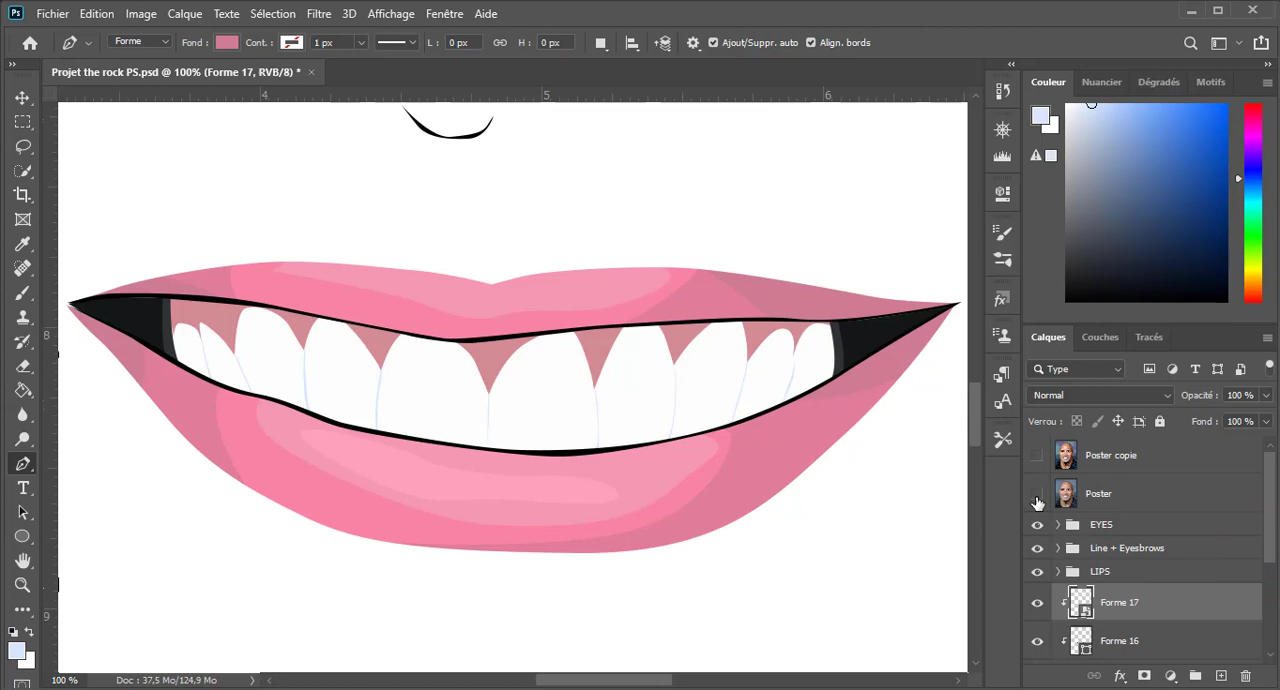 Ps Fichier Edition Image Calque Texte Sélection Filtre 3D Affichage Fenêtre Aide
Forme Fond : Cont. : 1 px L : 0 px H : 0 px Ajout/Suppr. auto Align. bords
Projet the rock PS.psd @ 100% (Forme 17, RVB/8) * ×
Couleur Nuancier Dégradés Motifs
4 5 6
8
9
Calques Couches Tracés
Type
Normal Opacité : 100 %
Verrou : Fond : 100 %
Poster copie
Poster
EYES
Line + Eyesbrows
LIPS
Forme 17
Forme 16
100 % Doc : 37,5 Mo/124,9 Mo